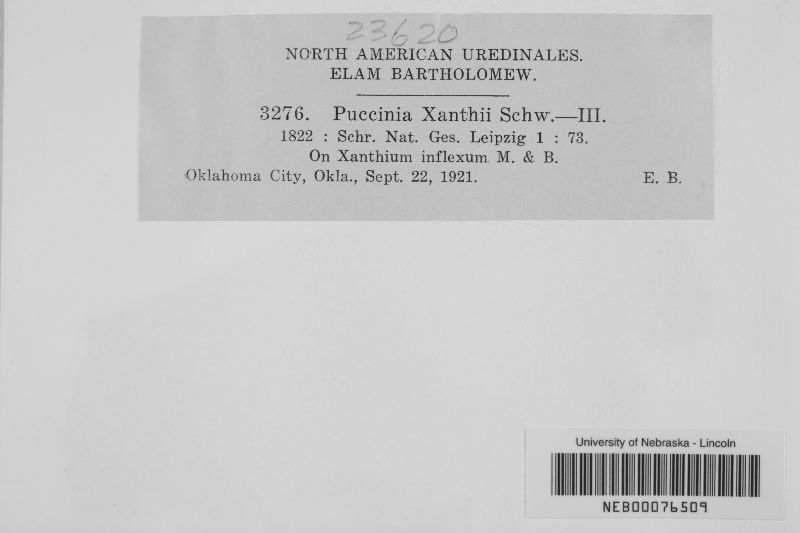 23620
NORTH AMERICAN UREDINALES.
ELAM BARTHOLOMEW.
3276. Puccinia Xanthii Schw.—III.
1822 : Schr. Nat. Ges. Leipzig 1 : 73.
On Xanthium inflexum M. & B.
Oklahoma City, Okla., Sept. 22, 1921. E. B.
University of Nebraska - Lincoln
NEB00076509